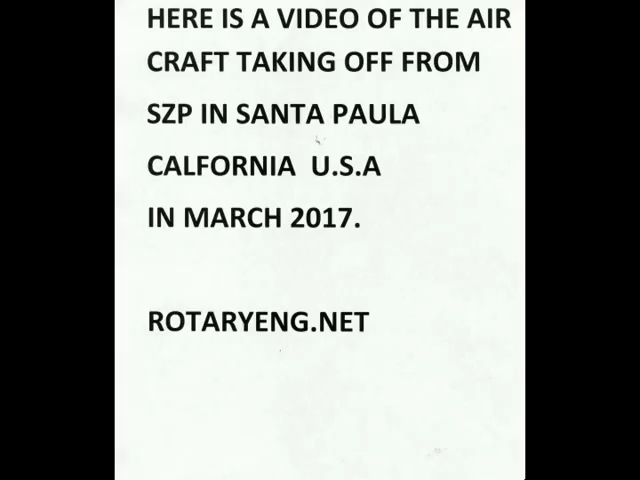 HERE IS A VIDEO OF THE AIR
CRAFT TAKING OFF FROM
SZP IN SANTA PAULA
CALFORNIA  U.S.A
IN MARCH 2017.
ROTARYENG.NET